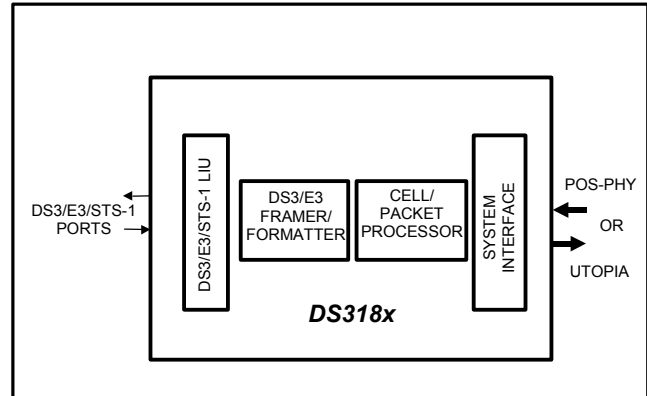 DS3/E3/STS-1
PORTS
DS3/E3/STS-1 LIU
DS3/E3
FRAMER/
FORMATTER
CELL/
PACKET
PROCESSOR
SYSTEM
INTERFACE
POS-PHY
OR
UTOPIA
DS318x